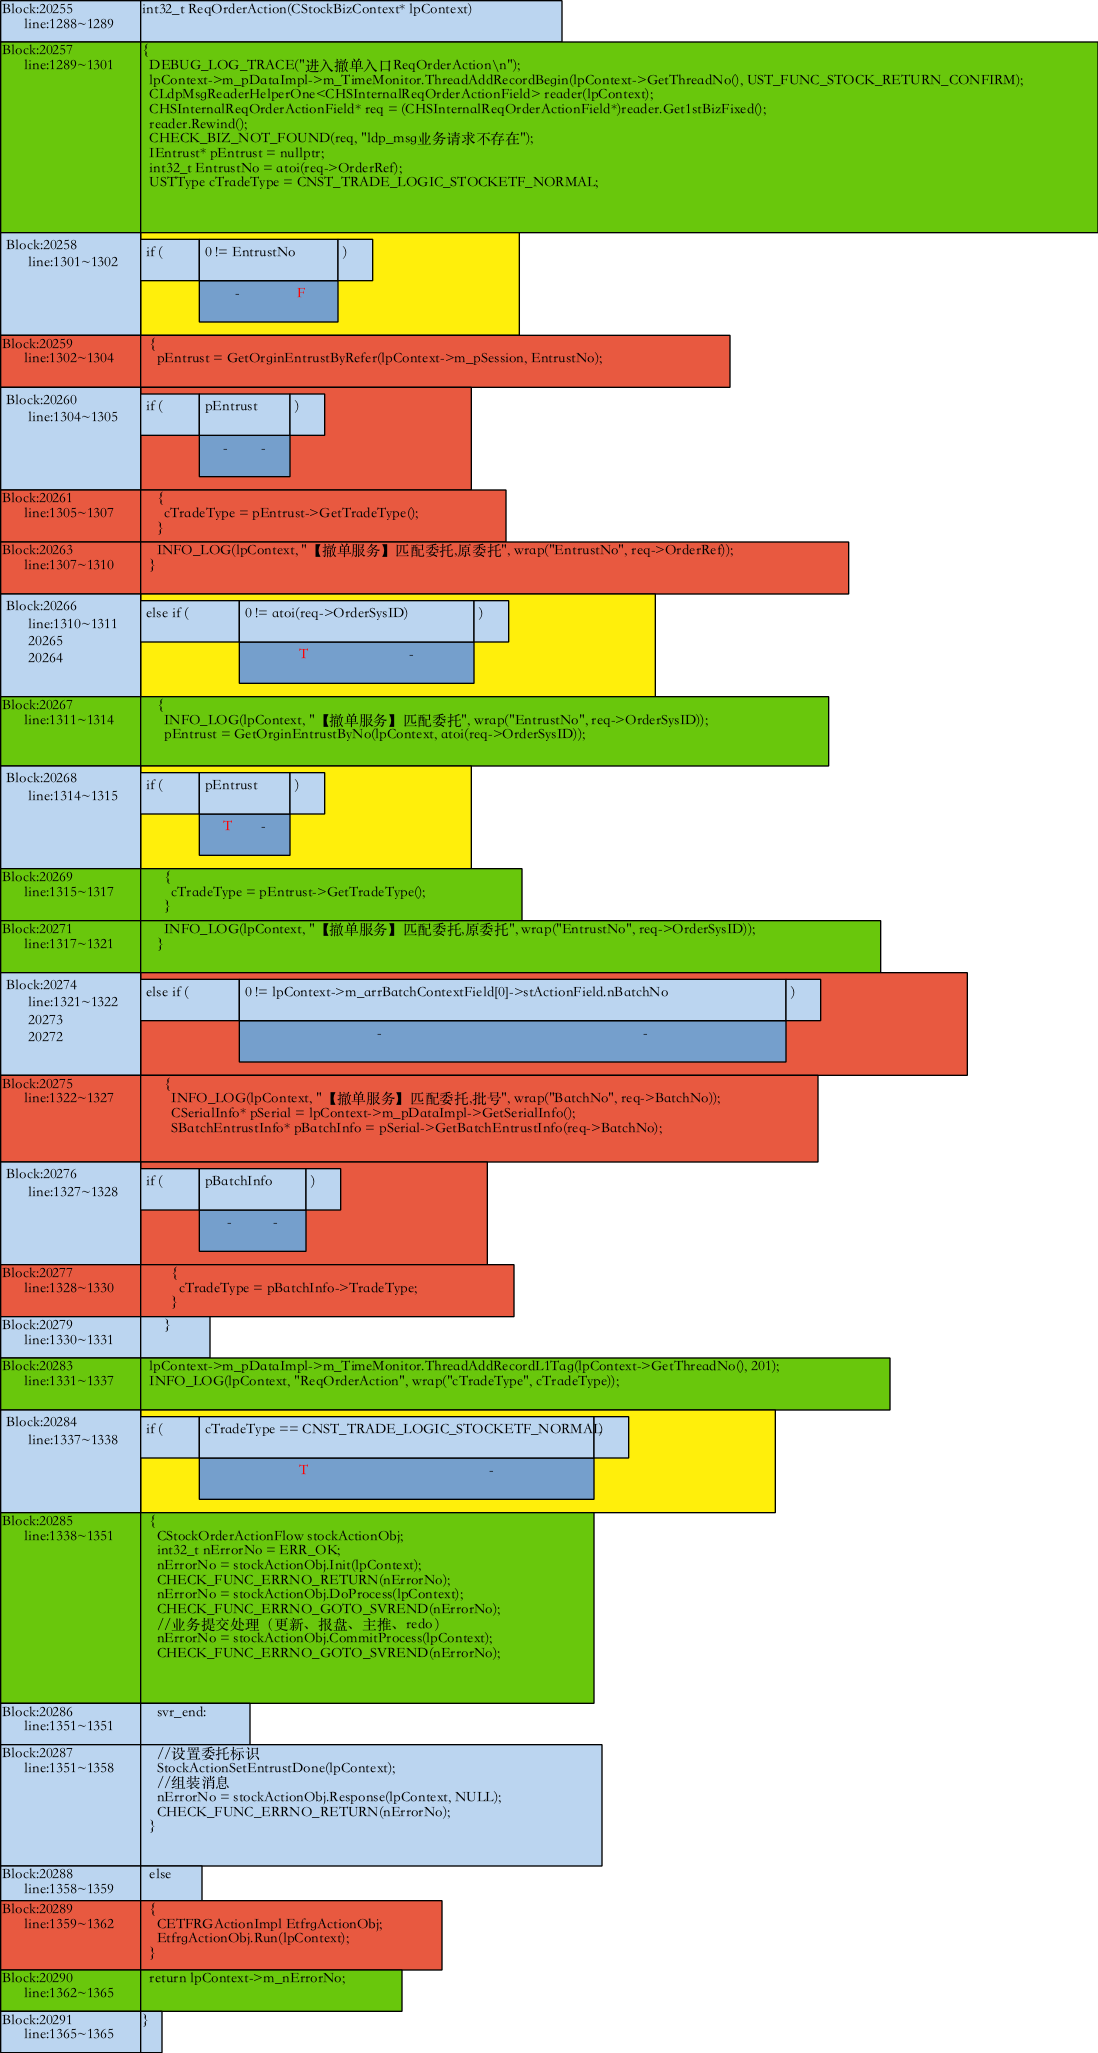 Block:20255
line:1288~1289
int32_t ReqOrderAction(CStockBizContext* lpContext)
Block:20257
line:1289~1301
{
DEBUG_LOG_TRACE("进入撤单入口ReqOrderAction\n");
lpContext->m_pDataImpl->m_TimeMonitor.ThreadAddRecordBegin(lpContext->GetThreadNo(), UST_FUNC_STOCK_RETURN_CONFIRM);
CLdpMsgReaderHelperOne<CHSInternalReqOrderActionField> reader(lpContext);
CHSInternalReqOrderActionField* req = (CHSInternalReqOrderActionField*)reader.Get1stBizFixed();
reader.Rewind();
CHECK_BIZ_NOT_FOUND(req, "ldp_msg业务请求不存在");
IEntrust* pEntrust = nullptr;
int32_t EntrustNo = atoi(req->OrderRef);
USTType cTradeType = CNST_TRADE_LOGIC_STOCKETF_NORMAL;
Block:20258
line:1301~1302
if ( 0 != EntrustNo )
- F
Block:20259
line:1302~1304
{
pEntrust = GetOrginEntrustByRefer(lpContext->m_pSession, EntrustNo);
Block:20260
line:1304~1305
if ( pEntrust )
- -
Block:20261
line:1305~1307
{
cTradeType = pEntrust->GetTradeType();
}
Block:20263
line:1307~1310
INFO_LOG(lpContext, "【撤单服务】匹配委托,原委托", wrap("EntrustNo", req->OrderRef));
}
Block:20266
line:1310~1311
20265
20264
else if ( 0 != atoi(req->OrderSysID) )
T -
Block:20267
line:1311~1314
{
INFO_LOG(lpContext, "【撤单服务】匹配委托", wrap("EntrustNo", req->OrderSysID));
pEntrust = GetOrginEntrustByNo(lpContext, atoi(req->OrderSysID));
Block:20268
line:1314~1315
if ( pEntrust )
T -
Block:20269
line:1315~1317
{
cTradeType = pEntrust->GetTradeType();
}
Block:20271
line:1317~1321
INFO_LOG(lpContext, "【撤单服务】匹配委托,原委托", wrap("EntrustNo", req->OrderSysID));
}
Block:20274
line:1321~1322
20273
20272
else if ( 0 != lpContext->m_arrBatchContextField[0]->stActionField.nBatchNo )
- -
Block:20275
line:1322~1327
{
INFO_LOG(lpContext, "【撤单服务】匹配委托,批号", wrap("BatchNo", req->BatchNo));
CSerialInfo* pSerial = lpContext->m_pDataImpl->GetSerialInfo();
SBatchEntrustInfo* pBatchInfo = pSerial->GetBatchEntrustInfo(req->BatchNo);
Block:20276
line:1327~1328
if ( pBatchInfo )
- -
Block:20277
line:1328~1330
{
cTradeType = pBatchInfo->TradeType;
}
Block:20279
line:1330~1331
}
Block:20283
line:1331~1337
lpContext->m_pDataImpl->m_TimeMonitor.ThreadAddRecordL1Tag(lpContext->GetThreadNo(), 201);
INFO_LOG(lpContext, "ReqOrderAction", wrap("cTradeType", cTradeType));
Block:20284
line:1337~1338
if ( cTradeType == CNST_TRADE_LOGIC_STOCKETF_NORMAL )
T -
Block:20285
line:1338~1351
{
CStockOrderActionFlow stockActionObj;
int32_t nErrorNo = ERR_OK;
nErrorNo = stockActionObj.Init(lpContext);
CHECK_FUNC_ERRNO_RETURN(nErrorNo);
nErrorNo = stockActionObj.DoProcess(lpContext);
CHECK_FUNC_ERRNO_GOTO_SVREND(nErrorNo);
//业务提交处理（更新、报盘、主推、redo）
nErrorNo = stockActionObj.CommitProcess(lpContext);
CHECK_FUNC_ERRNO_GOTO_SVREND(nErrorNo);
Block:20286
line:1351~1351
svr_end:
Block:20287
line:1351~1358
//设置委托标识
StockActionSetEntrustDone(lpContext);
//组装消息
nErrorNo = stockActionObj.Response(lpContext, NULL);
CHECK_FUNC_ERRNO_RETURN(nErrorNo);
}
Block:20288
line:1358~1359
else
Block:20289
line:1359~1362
{
CETFRGActionImpl EtfrgActionObj;
EtfrgActionObj.Run(lpContext);
}
Block:20290
line:1362~1365
return lpContext->m_nErrorNo;
Block:20291
line:1365~1365
}